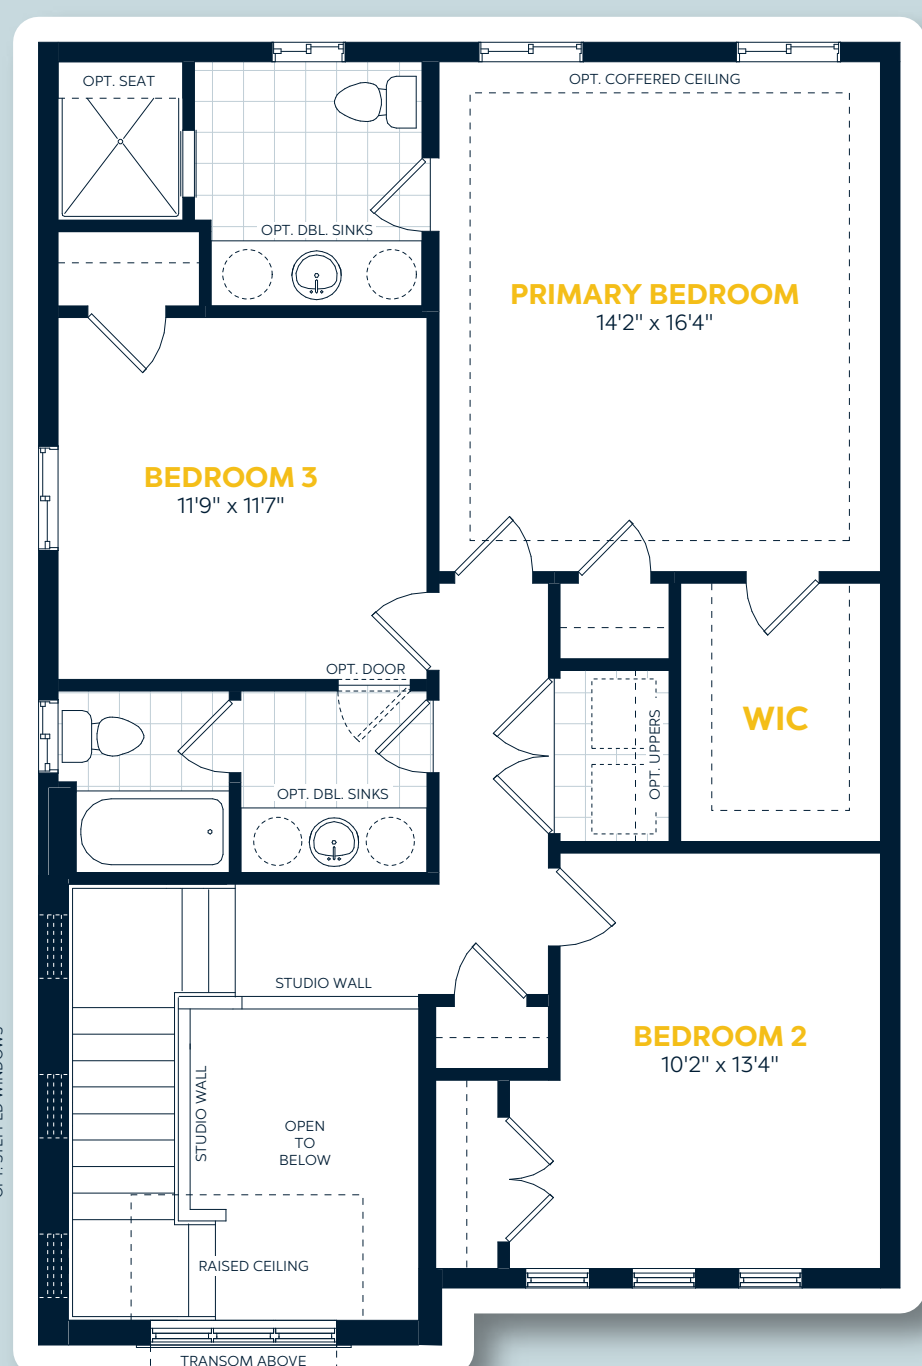 OPT. SEAT
OPT. COFFERED CEILING
OPT. DBL. SINKS
PRIMARY BEDROOM
14'2" x 16'4"
BEDROOM 3
11'9" x 11'7"
OPT. DOOR
OPT. UPPERS
WIC
OPT. DBL. SINKS
STUDIO WALL
BEDROOM 2
10'2" x 13'4"
STUDIO WALL
OPEN
TO
BELOW
RAISED CEILING
TRANSOM ABOVE